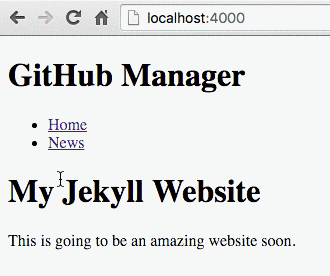 localhost:4000
GitHub Manager
Home
News
My Jekyll Website
This is going to be an amazing website soon.